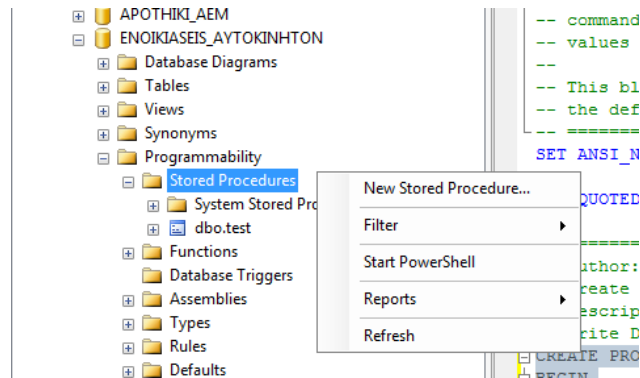 APOTHIKI_AEM
ENOIKIASEIS_AYTOKINHTON
Database Diagrams
Tables
Views
Synonyms
Programmability
Stored Procedures
System Stored Pro
dbo.test
Functions
Database Triggers
Assemblies
Types
Rules
Defaults
New Stored Procedure...
Filter
Start PowerShell
Reports
Refresh
-- command
-- values
--
-- This bl
-- the def
-- ======
SET ANSI_N
QUOTED
======
uthor:
reate
escrip
rite D
CREATE PRO
BEGIN